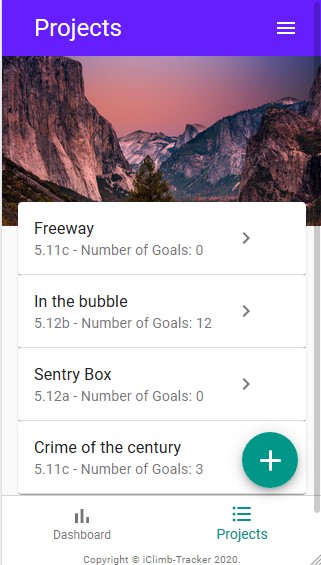 Projects
Freeway
5.11c - Number of Goals: 0
In the bubble
5.12b - Number of Goals: 12
Sentry Box
5.12a - Number of Goals: 0
Crime of the century
5.11c - Number of Goals: 3
Dashboard
Projects
Copyright © iClimb-Tracker 2020.